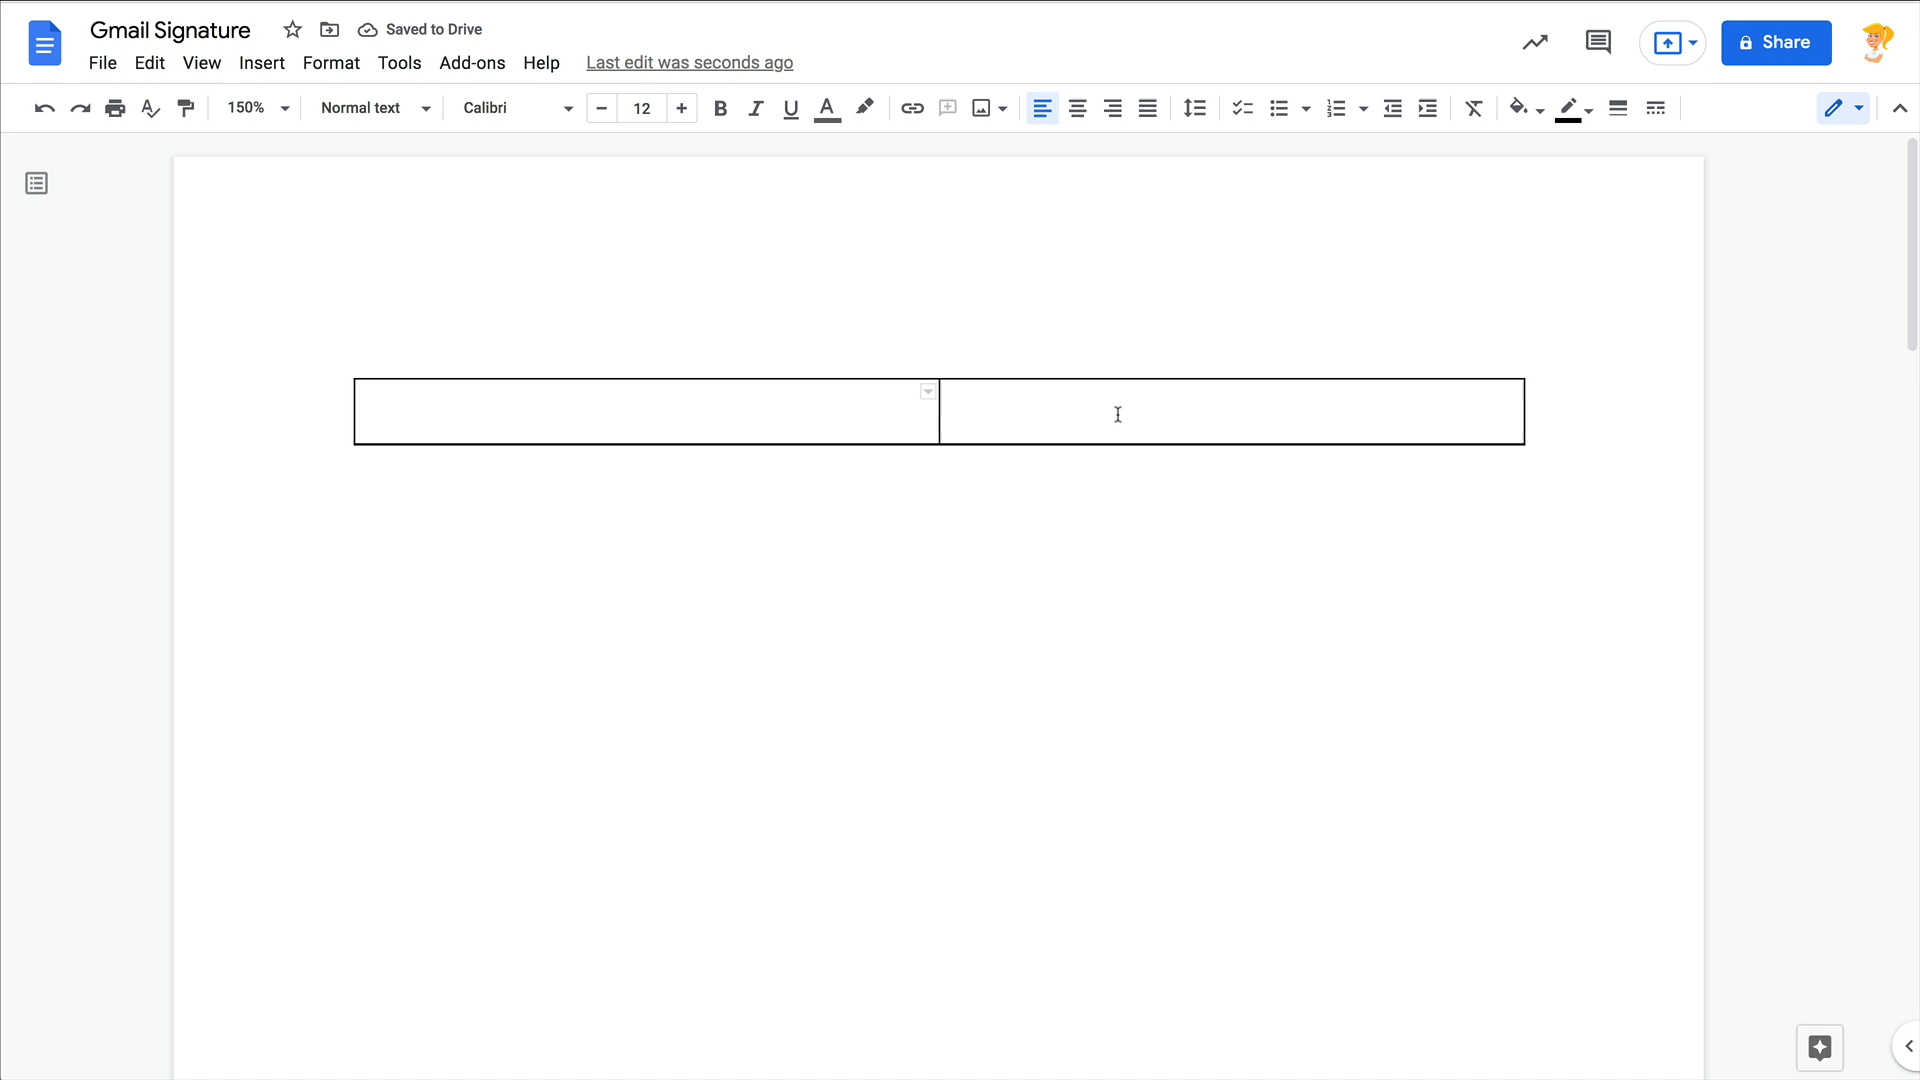 Gmail Signature Saved to Drive
File Edit View Insert Format Tools Add-ons Help Last edit was seconds ago
Share
150% Normal text Calibri 12 B I U A